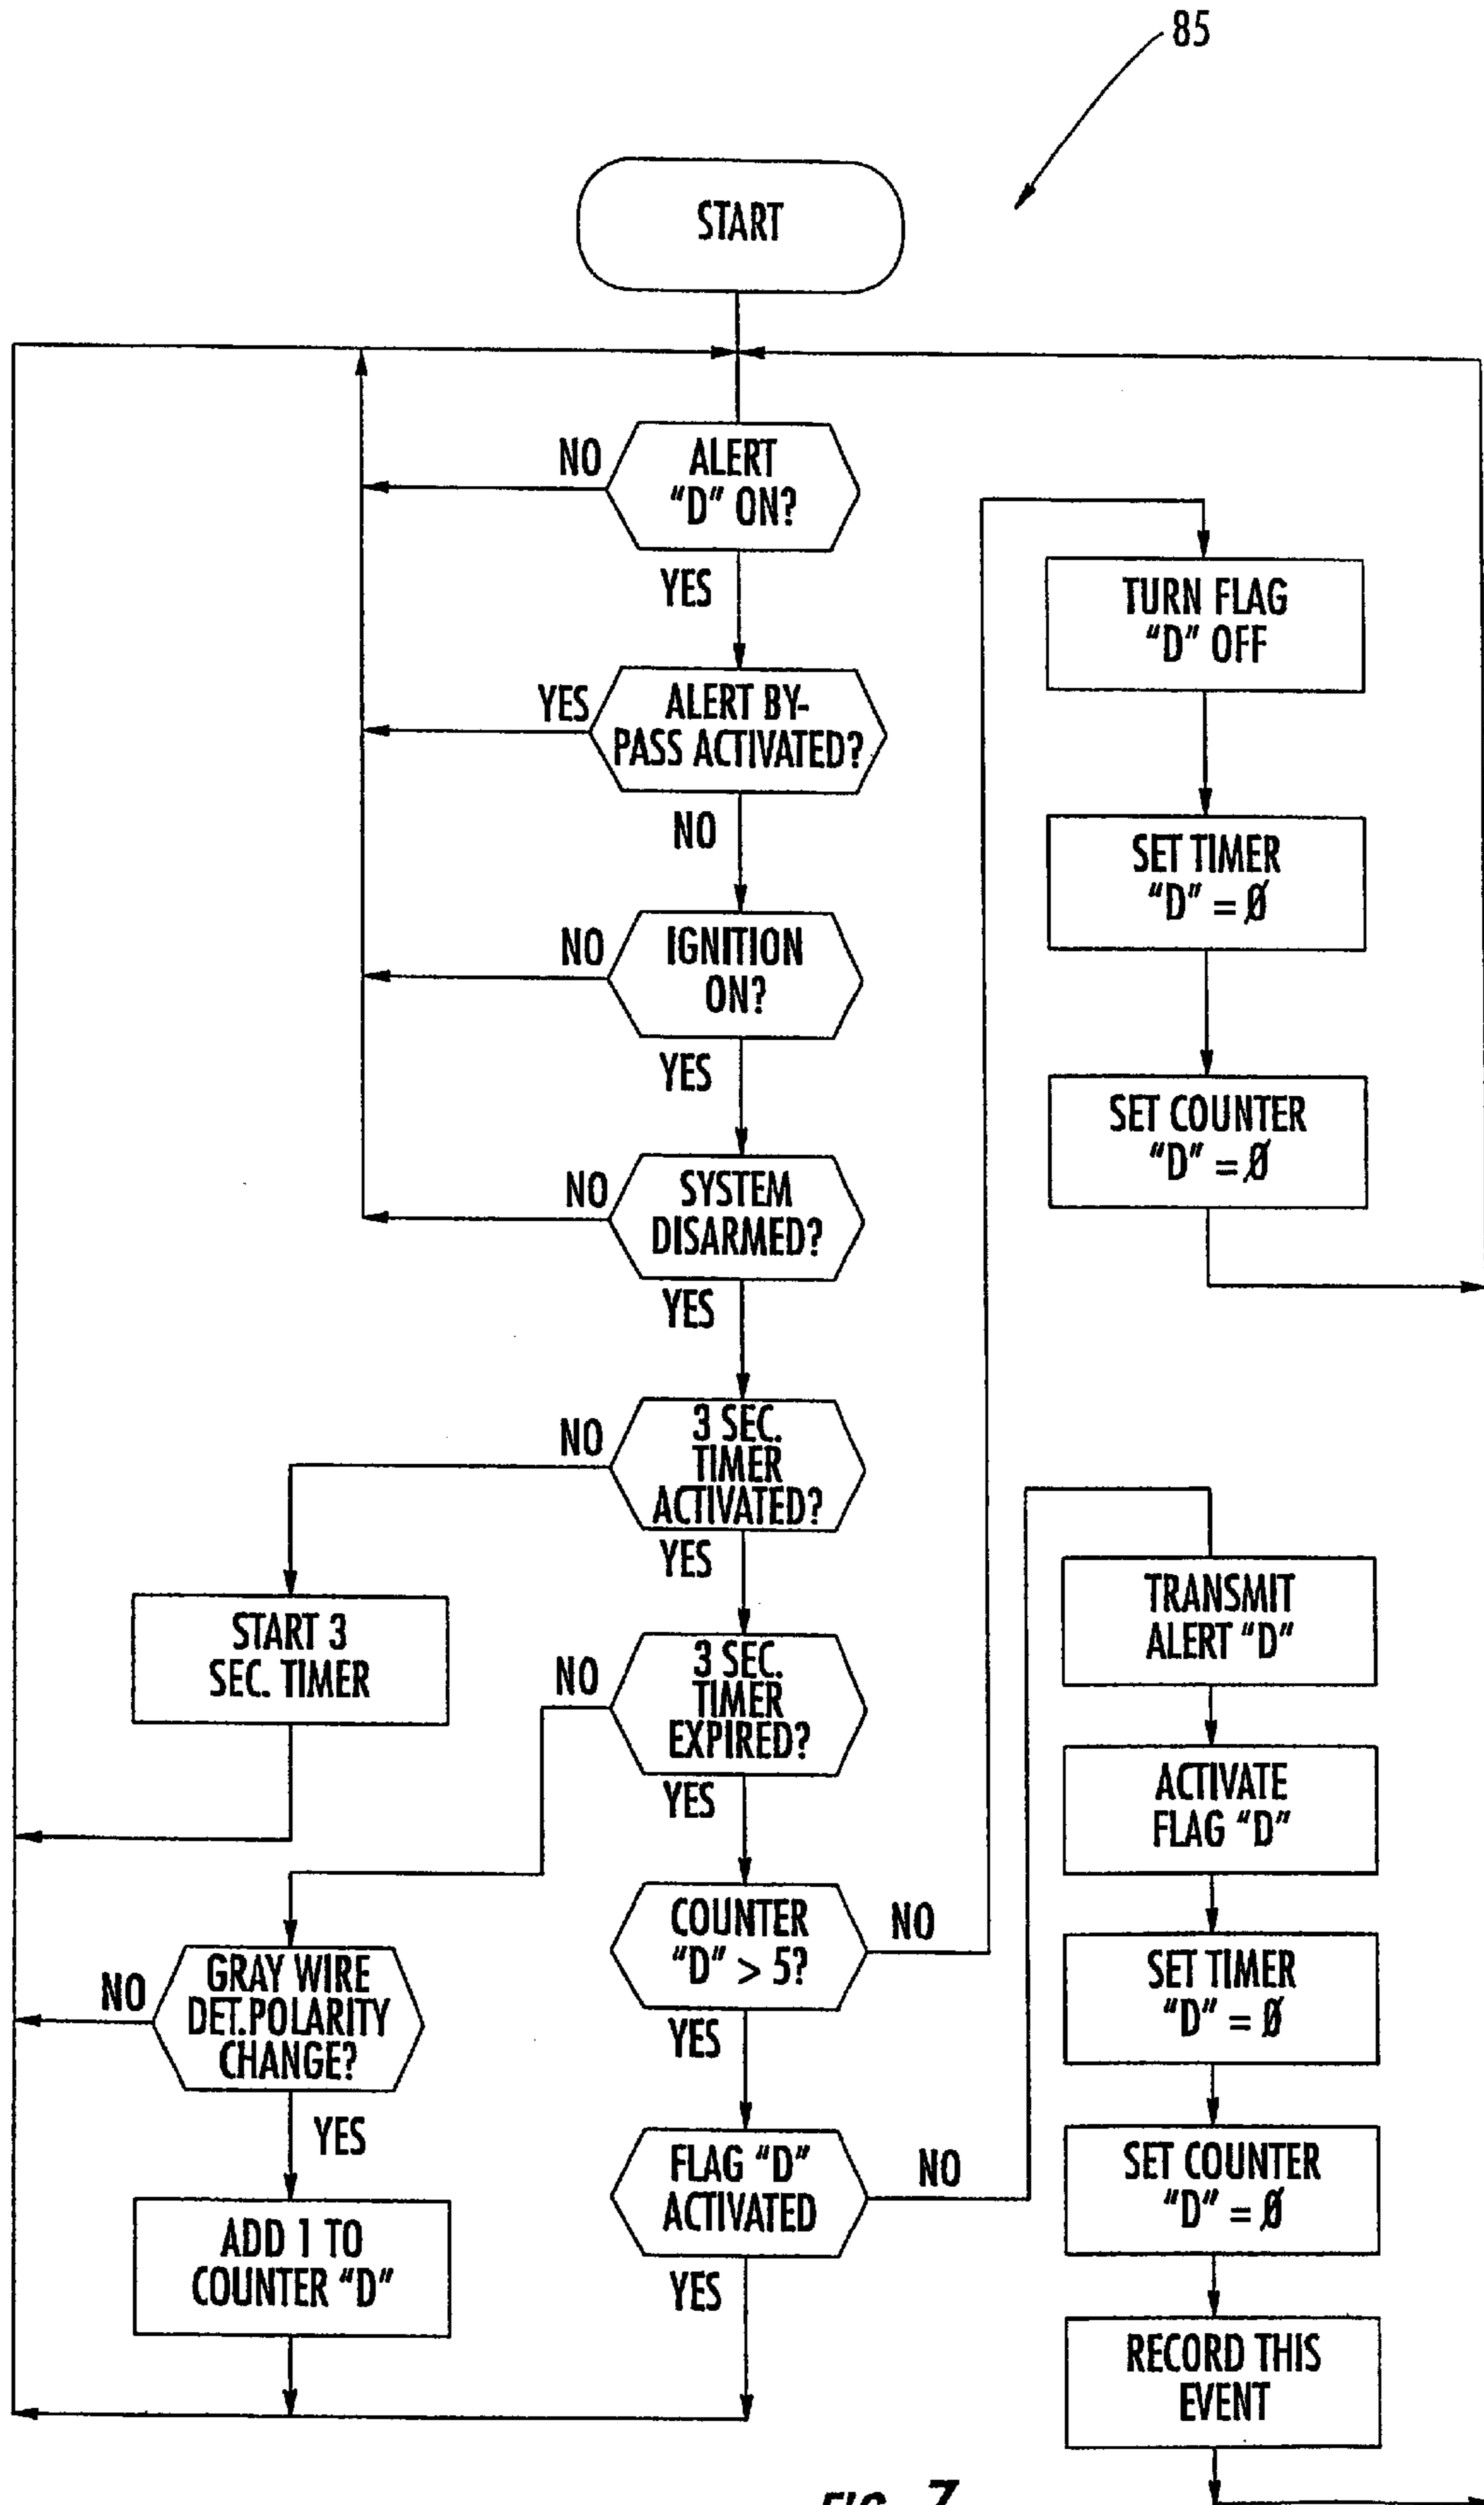 85
START
ALERT
"D" ON?
NO
YES
ALERT BY-
PASS ACTIVATED?
YES
NO
IGNITION
ON?
NO
YES
SYSTEM
DISARMED?
NO
YES
3 SEC.
TIMER
ACTIVATED?
NO
YES
START 3
SEC. TIMER
3 SEC.
TIMER
EXPIRED?
NO
YES
GRAY WIRE
DET.POLARITY
CHANGE?
NO
YES
ADD 1 TO
COUNTER "D"
COUNTER
"D" > 5?
NO
YES
FLAG "D"
ACTIVATED
NO
YES
TURN FLAG
"D" OFF
SET TIMER
"D" = Ø
SET COUNTER
"D" = Ø
TRANSMIT
ALERT "D"
ACTIVATE
FLAG "D"
SET TIMER
"D" = Ø
SET COUNTER
"D" = Ø
RECORD THIS
EVENT
FIG. 7